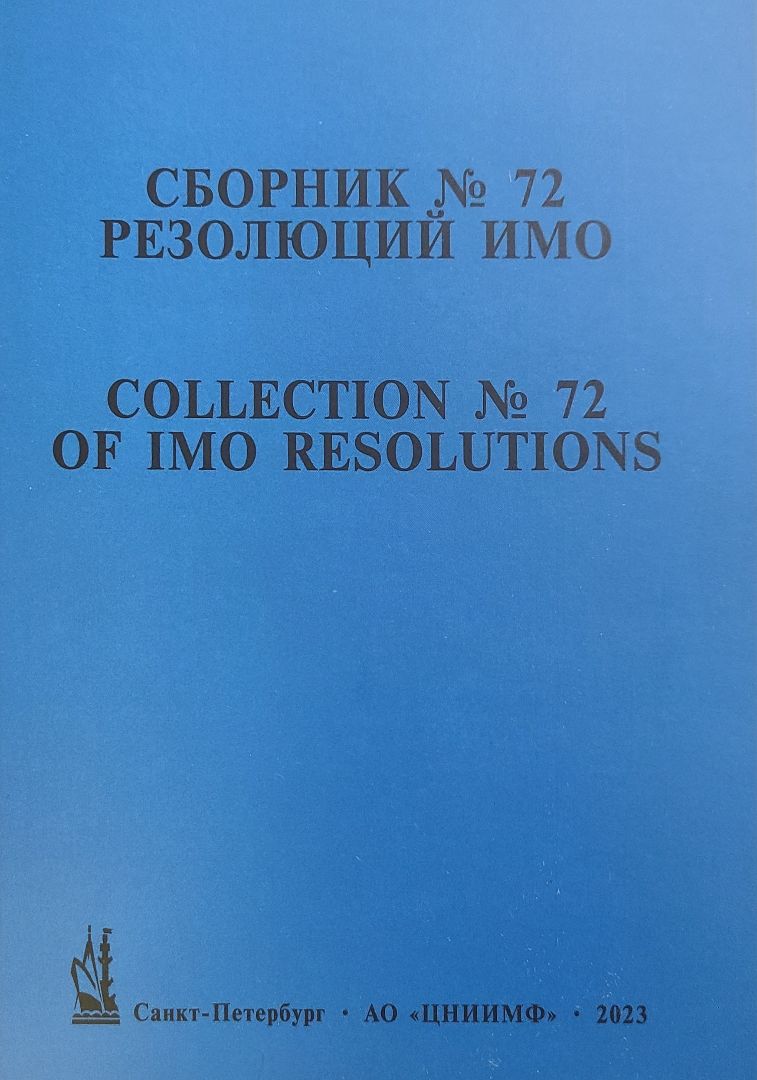 СБОРНИК № 72
РЕЗОЛЮЦИЙ ИМО
COLLECTION № 72
OF IMO RESOLUTIONS
Санкт-Петербург · АО «ЦНИИМФ» · 2023